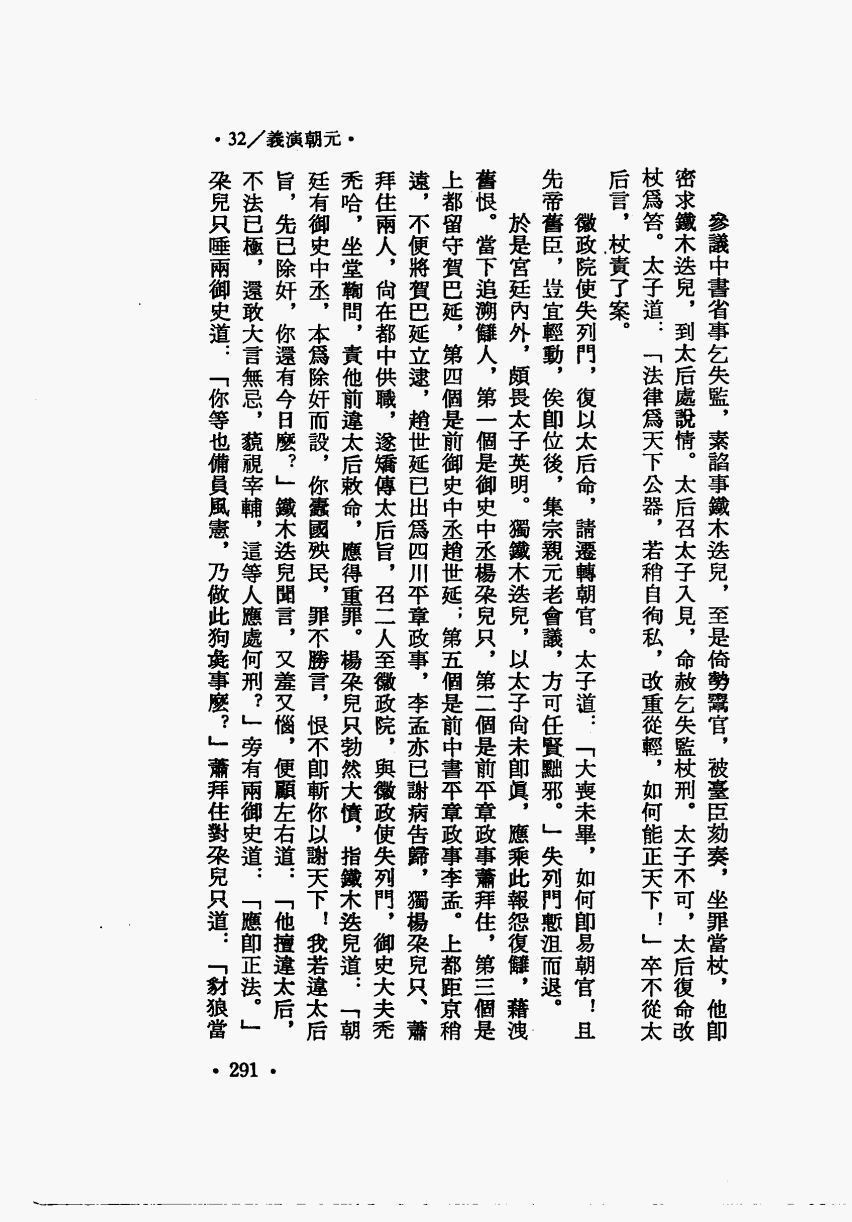 ・32／義演朝元・
參議中書省事乞失監，素諂事鐵木迭兒，至是倚勢鬻官，被臺臣劾奏，坐罪當杖，他卽
密求鐵木迭兒，到太后處說情。太后召太子入見，命赦乞失監杖刑。太子不可，太后復命改
杖爲笞。太子道：「法律爲天下公器，若稍自徇私，改重從輕，如何能正天下！」卒不從太
后言，杖責了案。
徽政院使失列門，復以太后命，請遷轉朝官。太子道：「大喪未畢，如何卽易朝官！且
先帝舊臣，豈宜輕動，俟卽位後，集宗親元老會議，方可任賢黜邪。」失列門慙沮而退。
於是宮廷內外，頗畏太子英明。獨鐵木迭兒，以太子尙未卽眞，應乘此報怨復讎，藉洩
舊恨。當下追溯讎人，第一個是御史中丞楊朶兒只，第二個是前平章政事蕭拜住，第三個是
上都留守賀巴延，第四個是前御史中丞趙世延，第五個是前中書平章政事李孟。上都距京稍
遠，不便將賀巴延立逮，趙世延已出爲四川平章政事，李孟亦已謝病告歸，獨楊朶兒只、蕭
拜住兩人，尙在都中供職，遂矯傳太后旨，召二人至徽政院，與徽政使失列門，御史大夫禿
禿哈，坐堂鞫問，責他前違太后敕命，應得重罪。楊朶兒只勃然大憤，指鐵木迭兒道：「朝
廷有御史中丞，本爲除奸而設，你蠹國殃民，罪不勝言，恨不卽斬你以謝天下！我若違太后
旨，先已除奸，你還有今日麼？」鐵木迭兒聞言，又羞又惱，便顧左右道：「他擅違太后，
不法已極，還敢大言無忌，藐視宰輔，這等人應處何刑？」旁有兩御史道：「應卽正法。」
朶兒只唾兩御史道：「你等也備員風憲，乃做此狗彘事麼？」蕭拜住對朶兒只道：「豺狼當
・291・